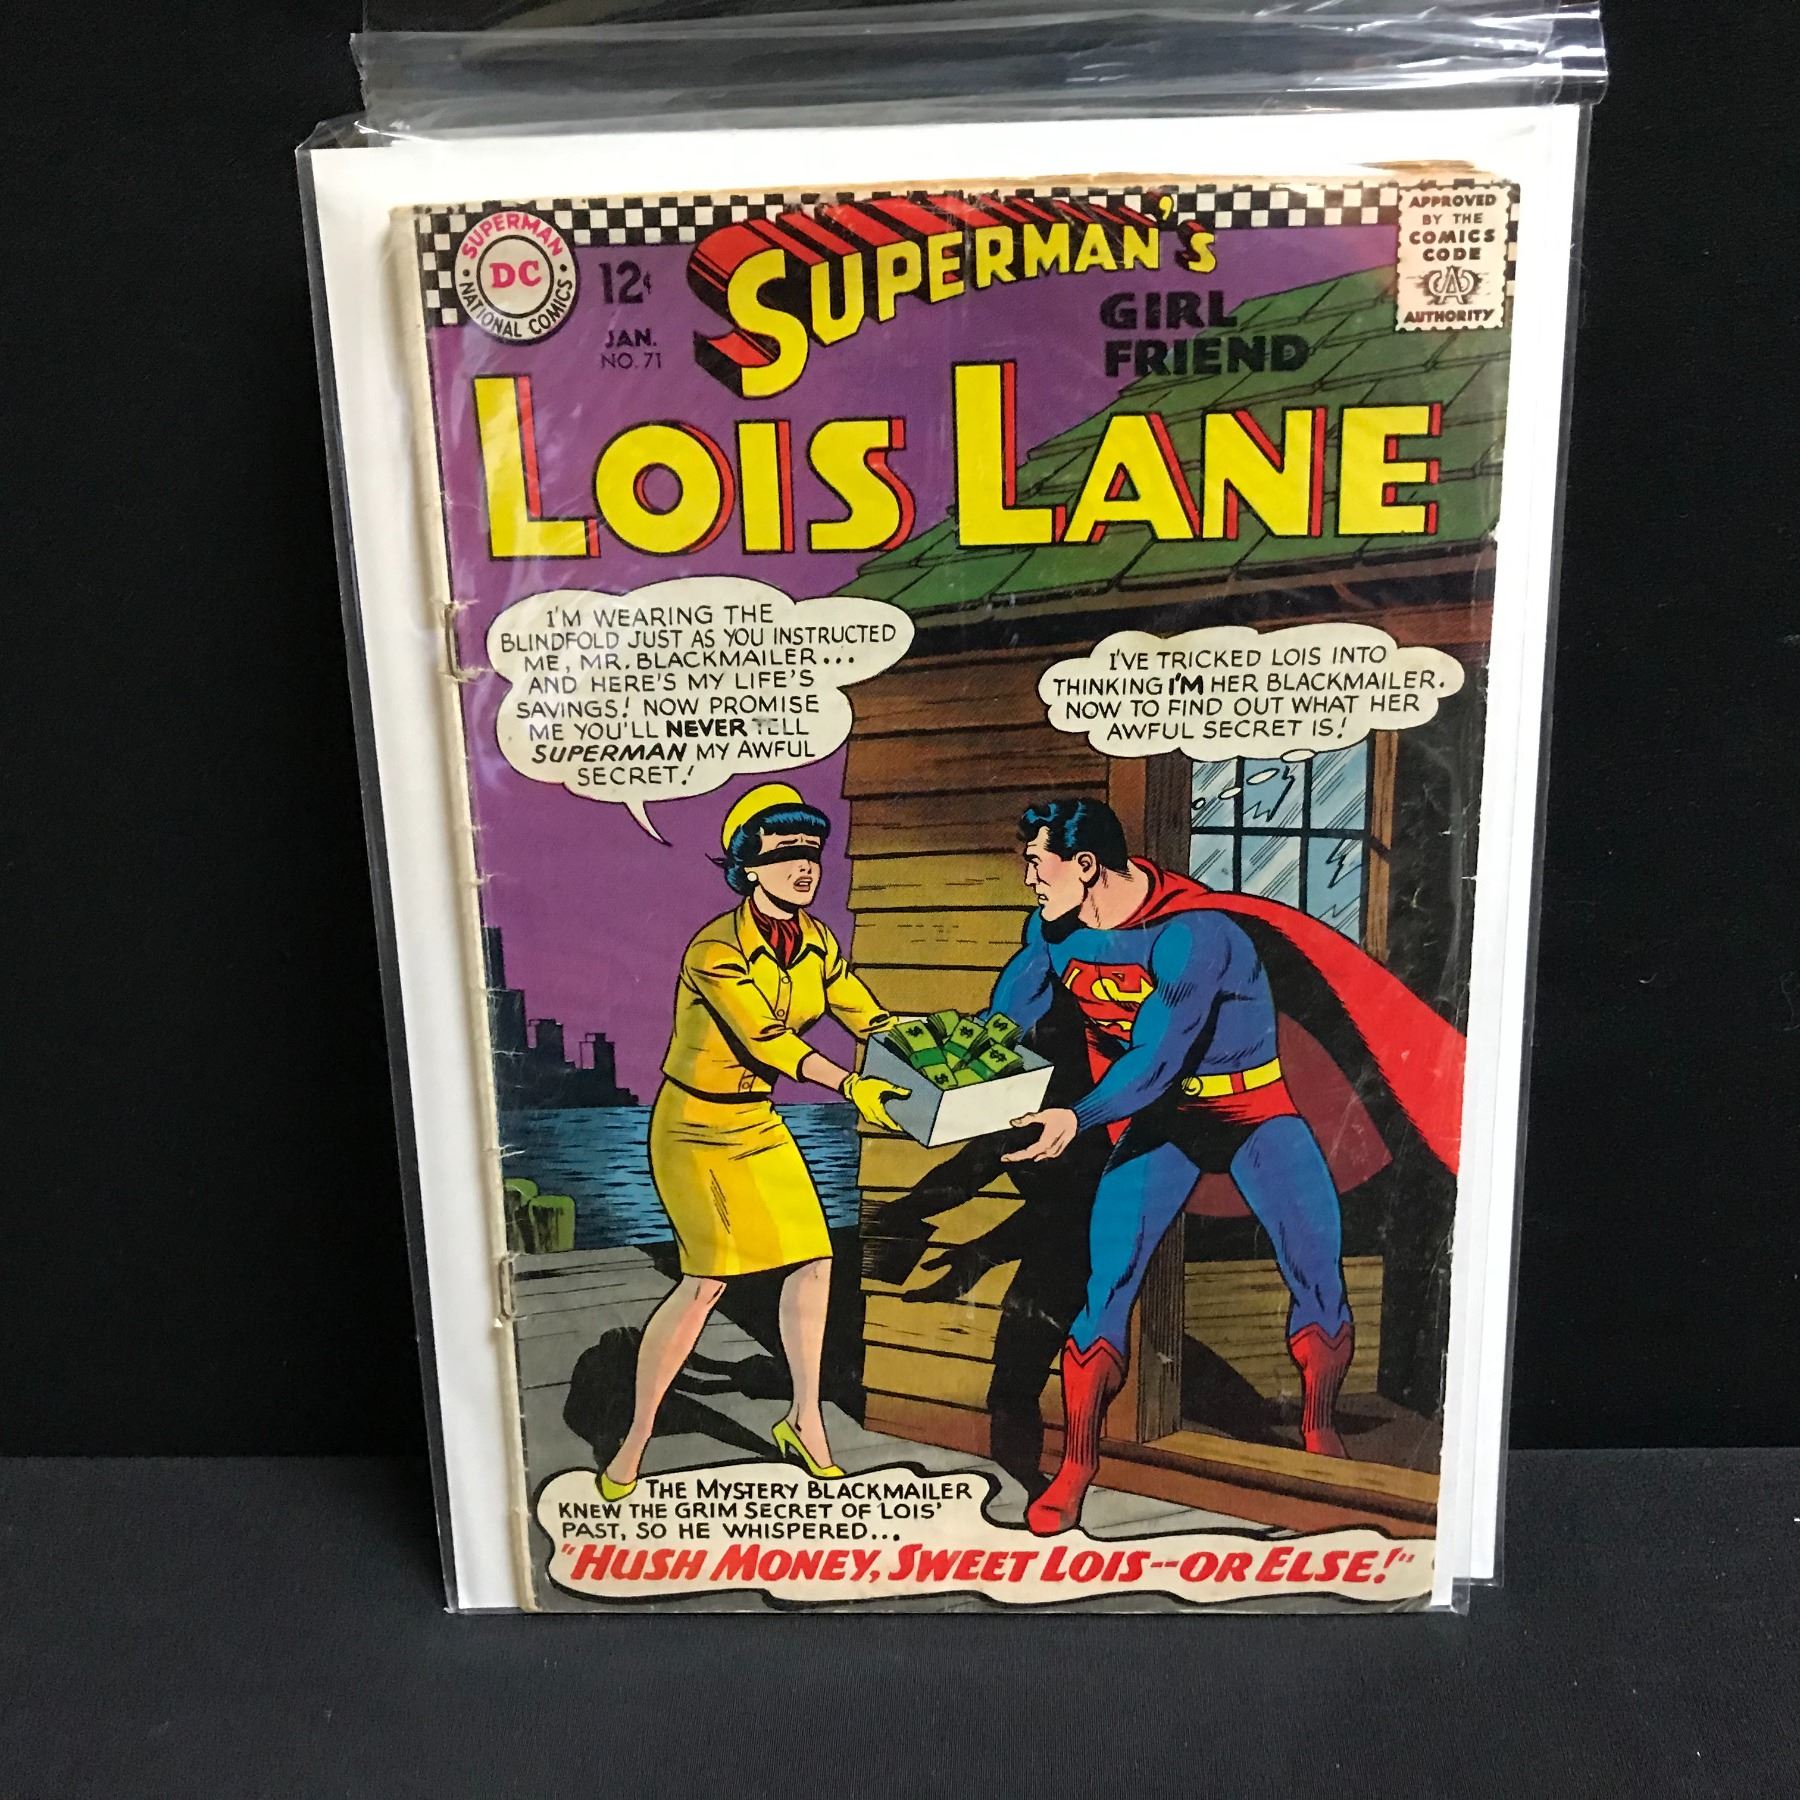 SUPERMAN
DC
NATIONAL COMICS
12¢
JAN.
NO. 71
SUPERMAN'S
GIRL
FRIEND
LOIS LANE
APPROVED
BY THE
COMICS
CODE
CA
AUTHORITY
I'M WEARING THE
BLINDFOLD JUST AS YOU INSTRUCTED
ME, MR. BLACKMAILER...
AND HERE'S MY LIFE'S
SAVINGS! NOW PROMISE
ME YOU'LL NEVER TELL
SUPERMAN MY AWFUL
SECRET!
I'VE TRICKED LOIS INTO
THINKING I'M HER BLACKMAILER.
NOW TO FIND OUT WHAT HER
AWFUL SECRET IS!
$ $ $ $ $
THE MYSTERY BLACKMAILER
KNEW THE GRIM SECRET OF LOIS'
PAST, SO HE WHISPERED...
"HUSH MONEY, SWEET LOIS--OR ELSE!"